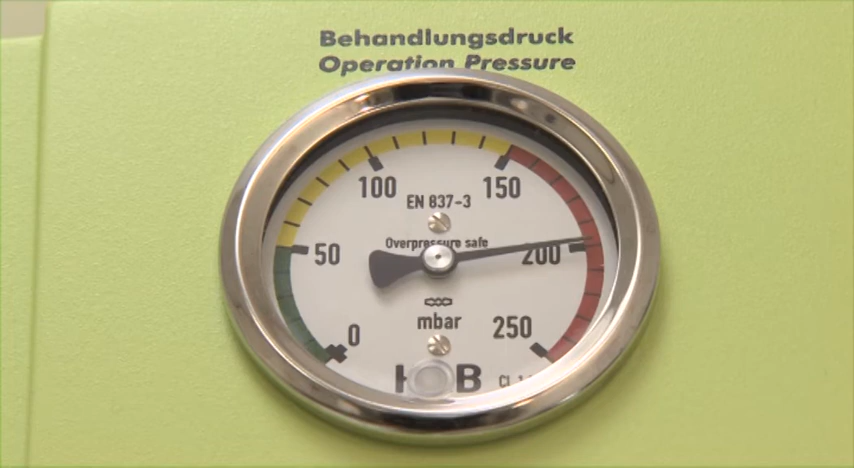 Behandlungsdruck
Operation Pressure
100 150
EN 837-3
Overpressure safe
50 200
mbar
0 250